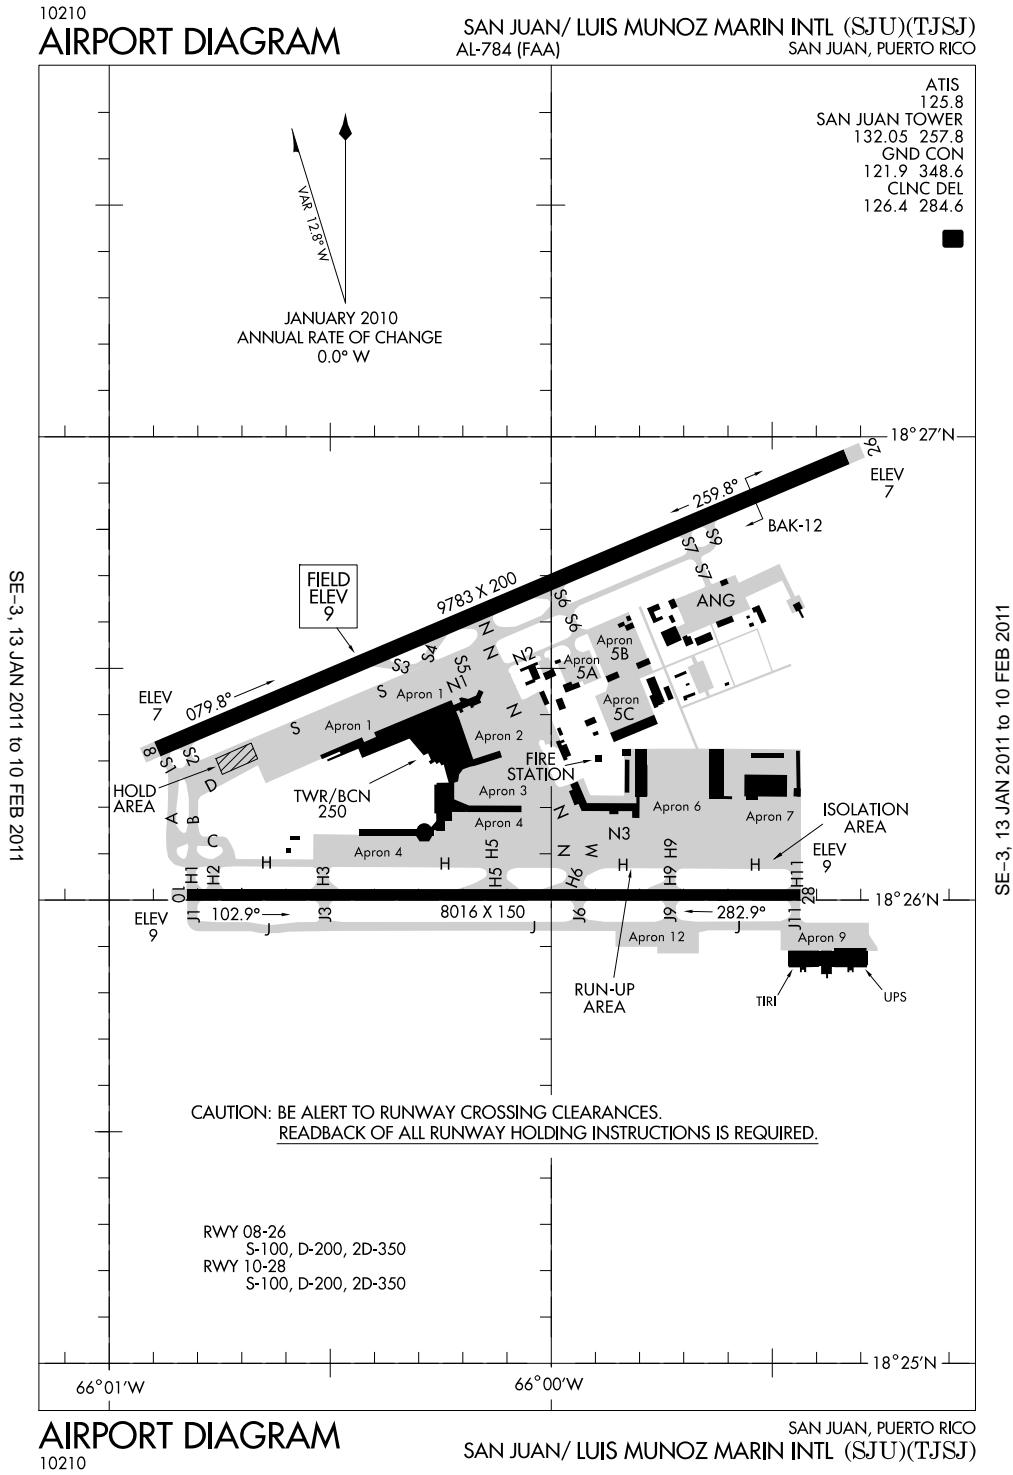 10210
AIRPORT DIAGRAM
SAN JUAN/ LUIS MUNOZ MARIN INTL (SJU)(TJSJ)
AL-784 (FAA)
SAN JUAN, PUERTO RICO
ATIS
125.8
SAN JUAN TOWER
132.05 257.8
GND CON
121.9 348.6
CLNC DEL
126.4 284.6
VAR 12.8° W
JANUARY 2010
ANNUAL RATE OF CHANGE
0.0° W
18°27'N
26
ELEV
7
259.8°
BAK-12
S9
S7
S7
FIELD
ELEV
9
9783 X 200
ANG
S6
S6
N
N
N2
S4
S3
S5
N1
S
Apron 1
Apron
5B
Apron
5A
Apron
5C
ELEV
7
079.8°
S
Apron 1
N
Apron 2
8
S1
S2
D
HOLD
AREA
TWR/BCN
250
FIRE
STATION
Apron 3
Apron 4
Apron 6
Apron 7
ISOLATION
AREA
A
B
C
N
N3
Apron 4
H5
N
W
H9
ELEV
9
H
H
H
H
H1
H2
H3
H5
H6
H9
H11
10
28
18°26'N
ELEV
9
J1
102.9°
J3
8016 X 150
J6
J9
282.9°
J11
J
J
J
Apron 12
Apron 9
RUN-UP
AREA
TIRI
UPS
SE-3, 13 JAN 2011 to 10 FEB 2011
SE-3, 13 JAN 2011 to 10 FEB 2011
CAUTION: BE ALERT TO RUNWAY CROSSING CLEARANCES.
READBACK OF ALL RUNWAY HOLDING INSTRUCTIONS IS REQUIRED.
RWY 08-26
S-100, D-200, 2D-350
RWY 10-28
S-100, D-200, 2D-350
18°25'N
66°01'W
66°00'W
AIRPORT DIAGRAM
10210
SAN JUAN, PUERTO RICO
SAN JUAN/ LUIS MUNOZ MARIN INTL (SJU)(TJSJ)